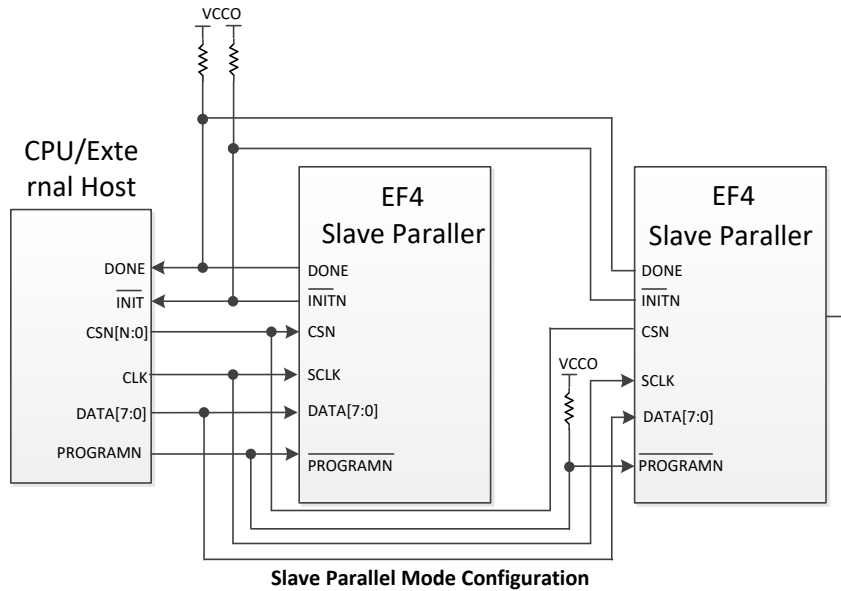 VCCO
CPU/Exte
rnal Host
DONE
INIT
CSN[N:0]
CLK
DATA[7:0]
PROGRAMN
EF4
Slave Paraller
DONE
INITN
CSN
SCLK
DATA[7:0]
PROGRAMN
VCCO
EF4
Slave Paraller
DONE
INITN
CSN
SCLK
DATA[7:0]
PROGRAMN
Slave Parallel Mode Configuration